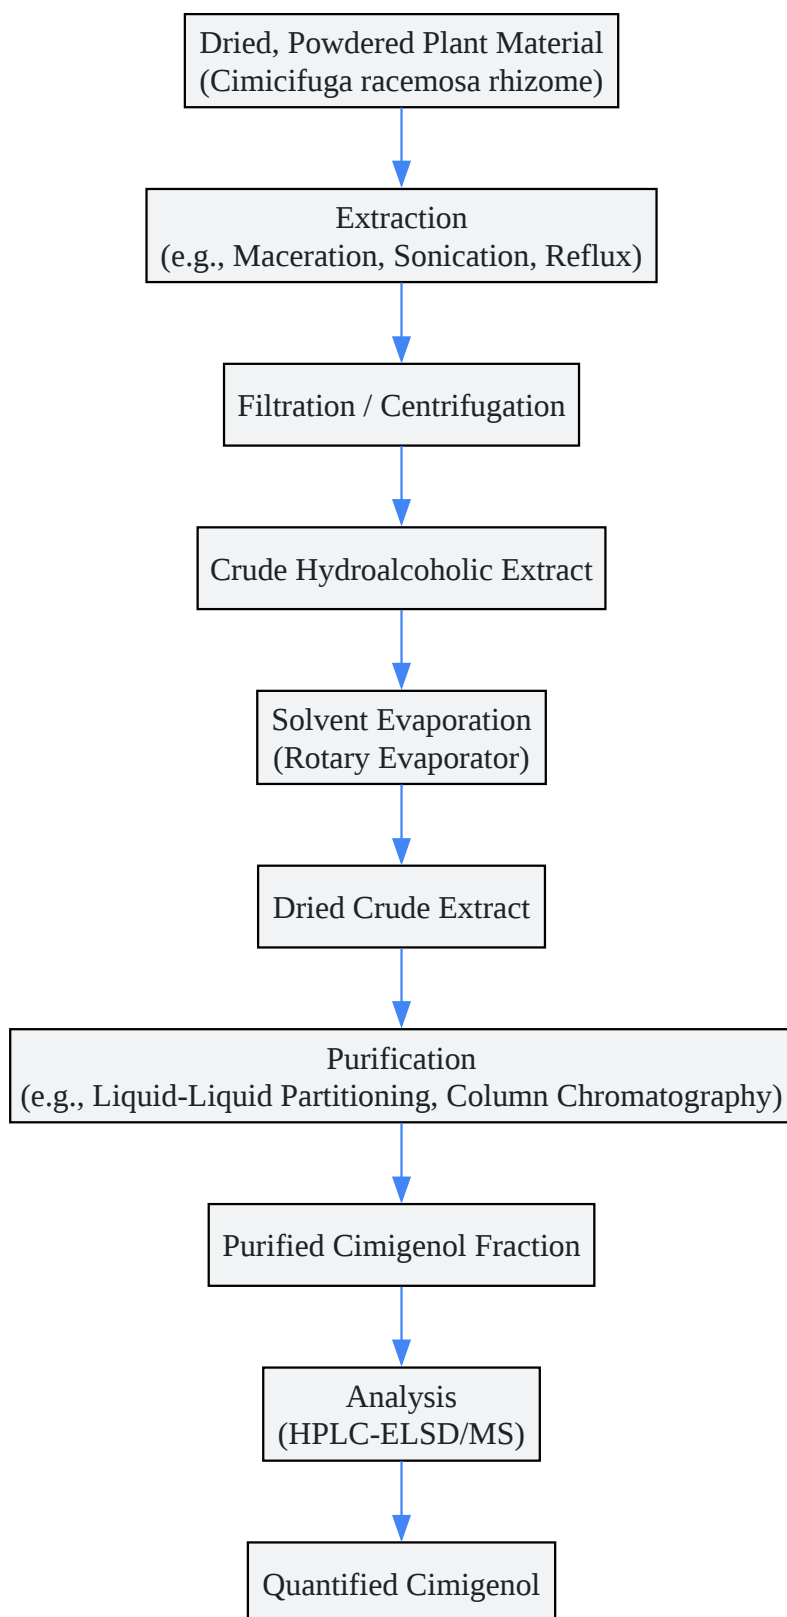 Dried, Powdered Plant Material
(Cimicifuga racemosa rhizome)
Extraction
(e.g., Maceration, Sonication, Reflux)
Filtration / Centrifugation
Crude Hydroalcoholic Extract
Solvent Evaporation
(Rotary Evaporator)
Dried Crude Extract
Purification
(e.g., Liquid-Liquid Partitioning, Column Chromatography)
Purified Cimigenol Fraction
Analysis
(HPLC-ELSD/MS)
Quantified Cimigenol